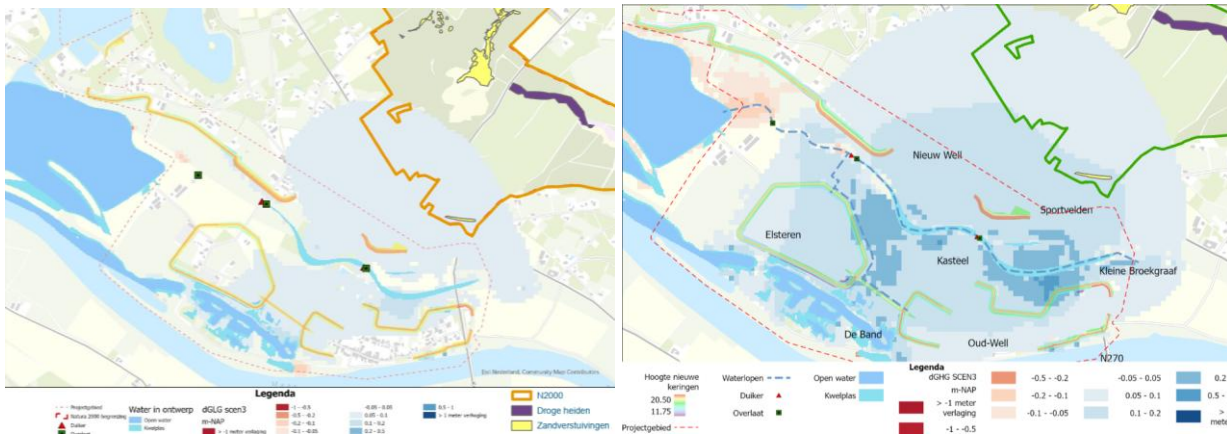 Esri Nederland, Community Map Contributors
Legenda
Projectgebied
Natura 2000 begrenzing
Duiker
Overlaat
Water in ontwerp
Open water
Kwelplas
dGLG scen3
m-NAP
> -1 meter verlaging
-1 - -0.5
-0.5 - -0.2
-0.2 - -0.1
-0.1 - -0.05
-0.05 - 0.05
0.05 - 0.1
0.1 - 0.2
0.2 - 0.5
0.5 - 1
> 1 meter verhoging
N2000
Droge heiden
Zandverstuivingen
Nieuw Well
Sportvelden
Elsteren
Kasteel
Kleine Broekgraaf
De Band
Oud-Well
N270
Hoogte nieuwe
keringen
20.50
11.75
Projectgebied
Waterlopen
Duiker
Overlaat
Open water
Kwelplas
dGHG SCEN3
m-NAP
> -1 meter
verlaging
-1 - -0.5
-0.5 - -0.2
-0.2 - -0.1
-0.1 - -0.05
-0.05 - 0.05
0.05 - 0.1
0.1 - 0.2
0.2
0.5 -
>
mete